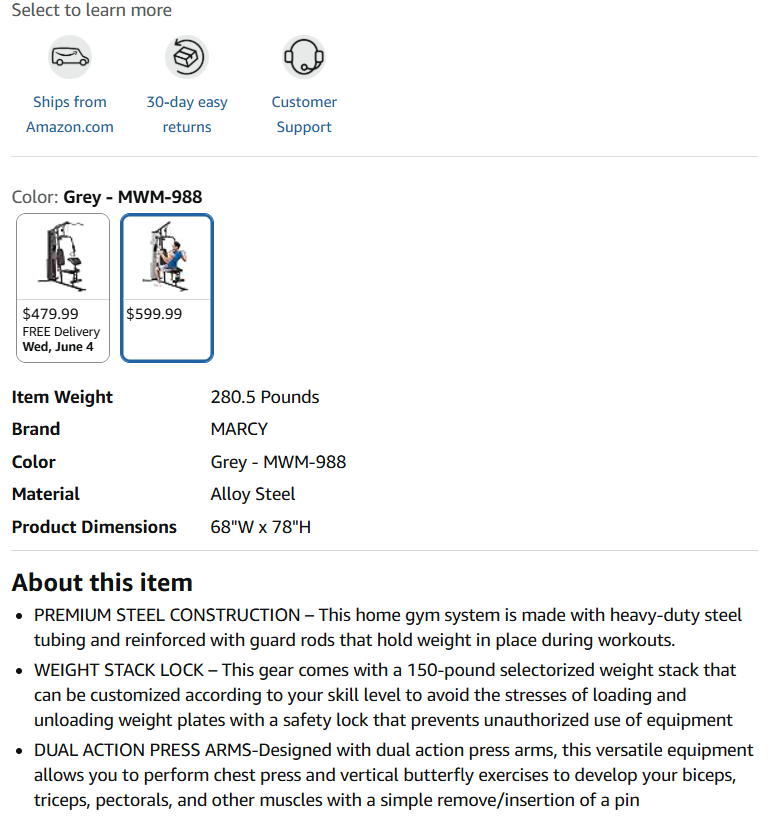 Select to learn more
Ships from
Amazon.com
30-day easy
returns
Customer
Support
Color: Grey - MWM-988
$479.99
FREE Delivery
Wed, June 4
$599.99
Item Weight 280.5 Pounds
Brand MARCY
Color Grey - MWM-988
Material Alloy Steel
Product Dimensions 68"W x 78"H
About this item
• PREMIUM STEEL CONSTRUCTION – This home gym system is made with heavy-duty steel
tubing and reinforced with guard rods that hold weight in place during workouts.
• WEIGHT STACK LOCK – This gear comes with a 150-pound selectorized weight stack that
can be customized according to your skill level to avoid the stresses of loading and
unloading weight plates with a safety lock that prevents unauthorized use of equipment
• DUAL ACTION PRESS ARMS-Designed with dual action press arms, this versatile equipment
allows you to perform chest press and vertical butterfly exercises to develop your biceps,
triceps, pectorals, and other muscles with a simple remove/insertion of a pin